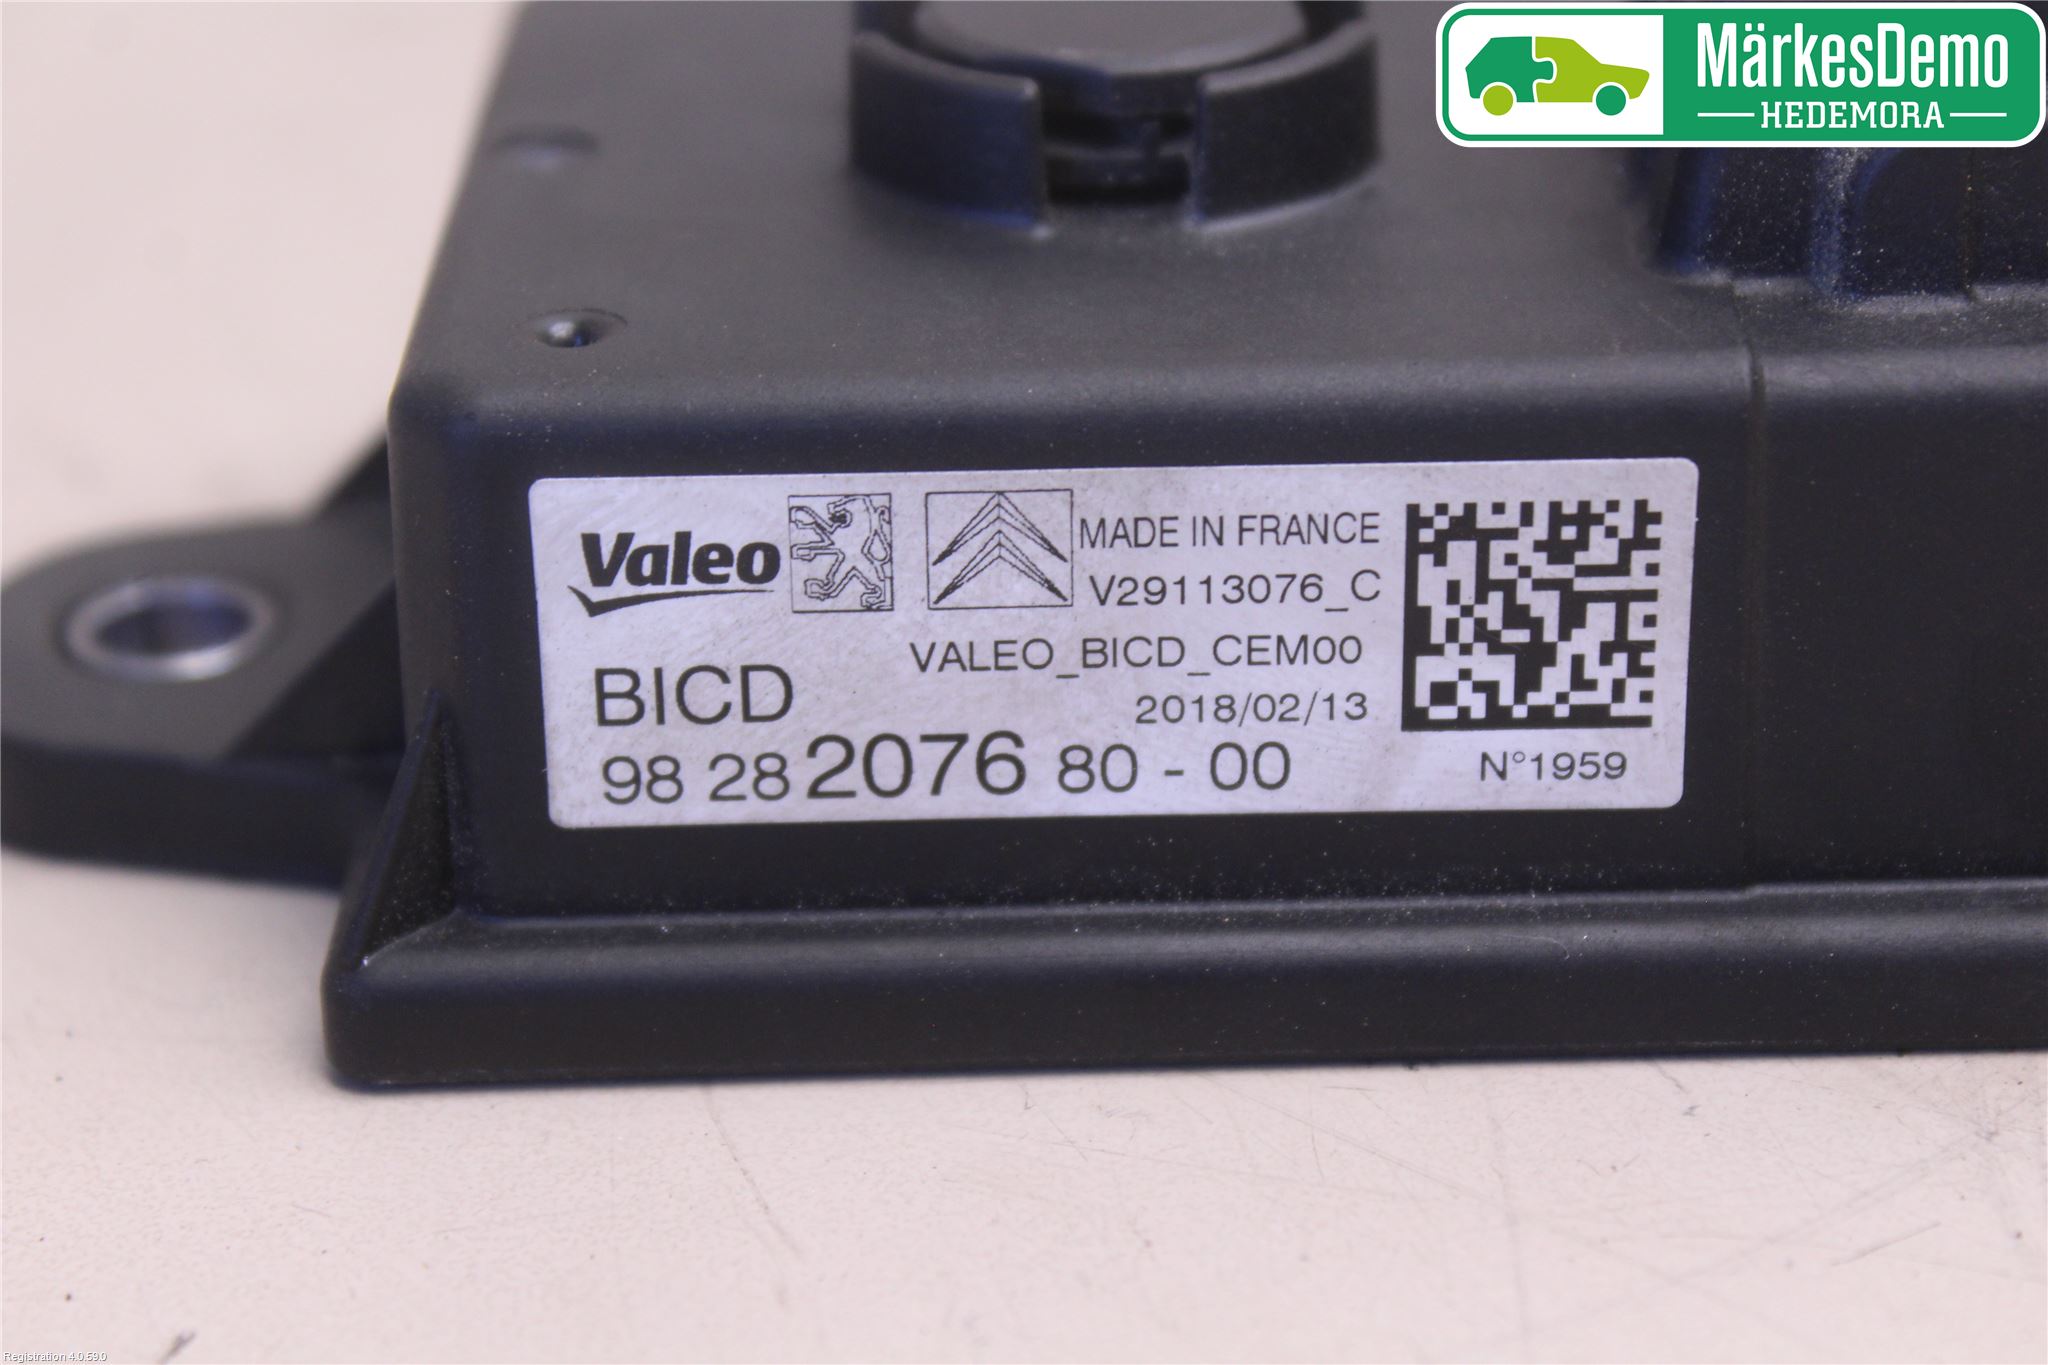 MärkesDemo
HEDEMORA
Valeo
MADE IN FRANCE
V29113076_C
VALEO_BICD_CEM00
BICD
2018/02/13
98 28 2076 80 - 00
N°1959
Registration 4.0.59.0